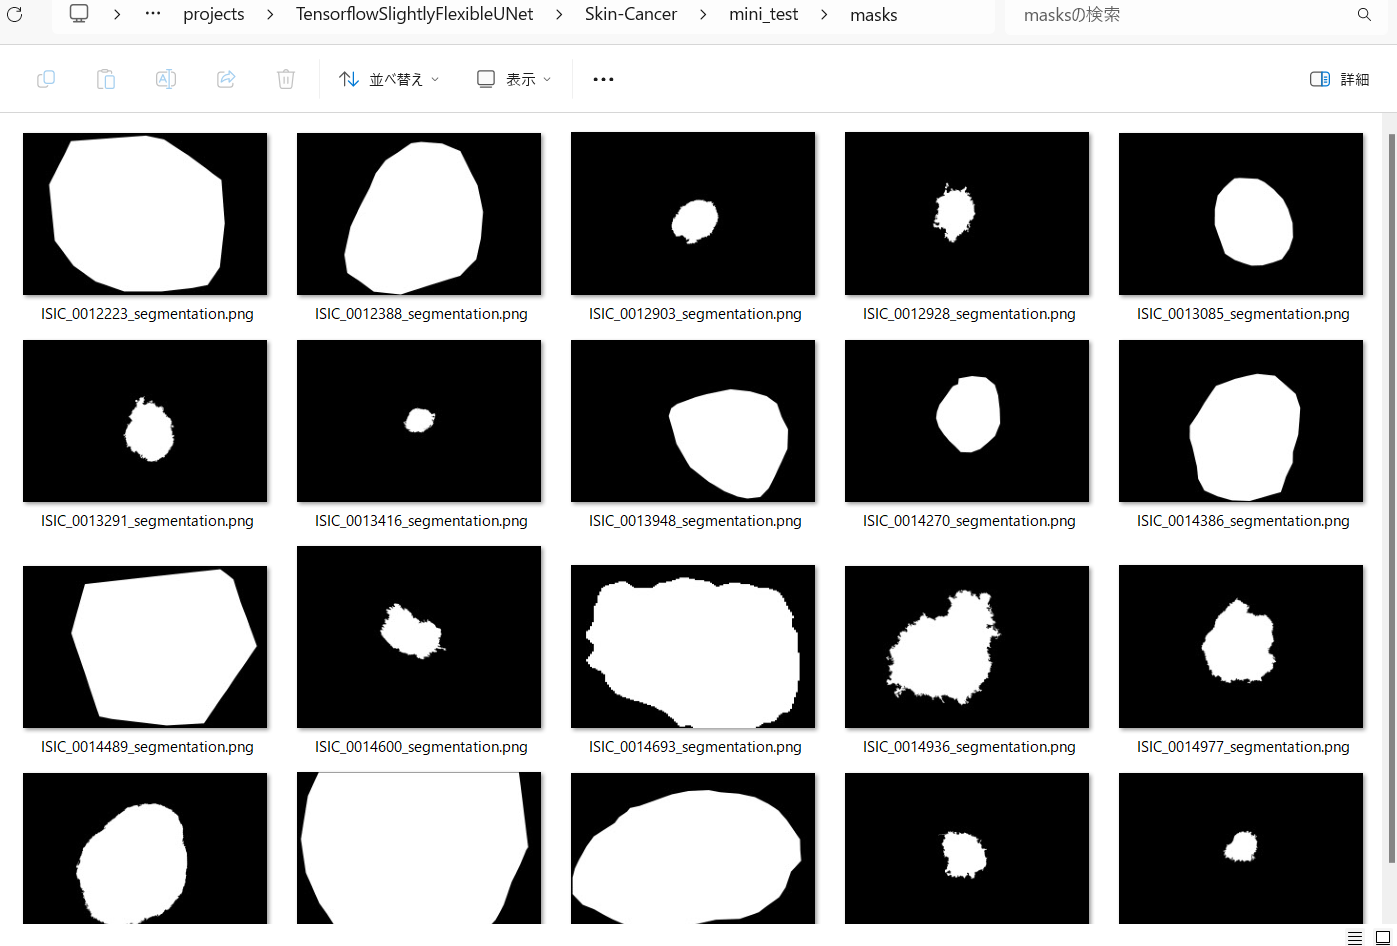 projects > TensorflowSlightlyFlexibleUNet > Skin-Cancer > mini_test > masks
masksの検索
並べ替え
表示
詳細
ISIC_0012223_segmentation.png
ISIC_0012388_segmentation.png
ISIC_0012903_segmentation.png
ISIC_0012928_segmentation.png
ISIC_0013085_segmentation.png
ISIC_0013291_segmentation.png
ISIC_0013416_segmentation.png
ISIC_0013948_segmentation.png
ISIC_0014270_segmentation.png
ISIC_0014386_segmentation.png
ISIC_0014489_segmentation.png
ISIC_0014600_segmentation.png
ISIC_0014693_segmentation.png
ISIC_0014936_segmentation.png
ISIC_0014977_segmentation.png